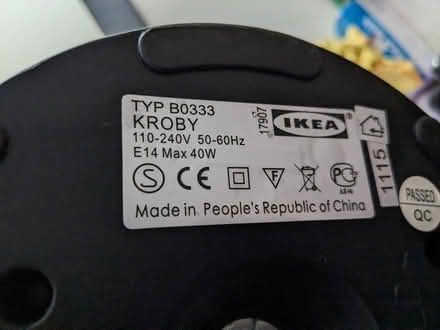 TYP B0333
KROBY
110-240V 50-60Hz
E14 Max 40W
17907
IKEA
S CE F
Made in People's Republic of China
1115
PASSED
QC